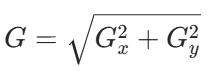 G = \sqrt{G_x^2 + G_y^2}